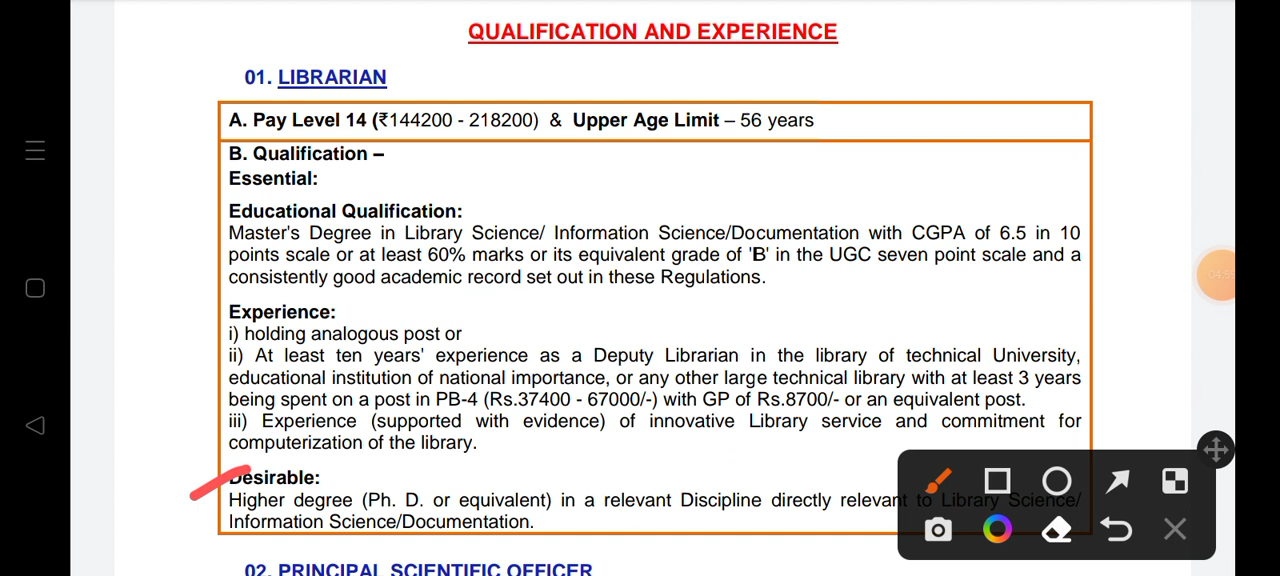 QUALIFICATION AND EXPERIENCE
01. LIBRARIAN
A. Pay Level 14 (₹144200 - 218200) & Upper Age Limit – 56 years
B. Qualification –
Essential:
Educational Qualification:
Master's Degree in Library Science/ Information Science/Documentation with CGPA of 6.5 in 10
points scale or at least 60% marks or its equivalent grade of 'B' in the UGC seven point scale and a
consistently good academic record set out in these Regulations.
Experience:
i) holding analogous post or
ii) At least ten years' experience as a Deputy Librarian in the library of technical University,
educational institution of national importance, or any other large technical library with at least 3 years
being spent on a post in PB-4 (Rs.37400 - 67000/-) with GP of Rs.8700/- or an equivalent post.
iii) Experience (supported with evidence) of innovative Library service and commitment for
computerization of the library.
Desirable:
Higher degree (Ph. D. or equivalent) in a relevant Discipline directly relevant to Library Science/
Information Science/Documentation.
02. PRINCIPAL SCIENTIFIC OFFICER